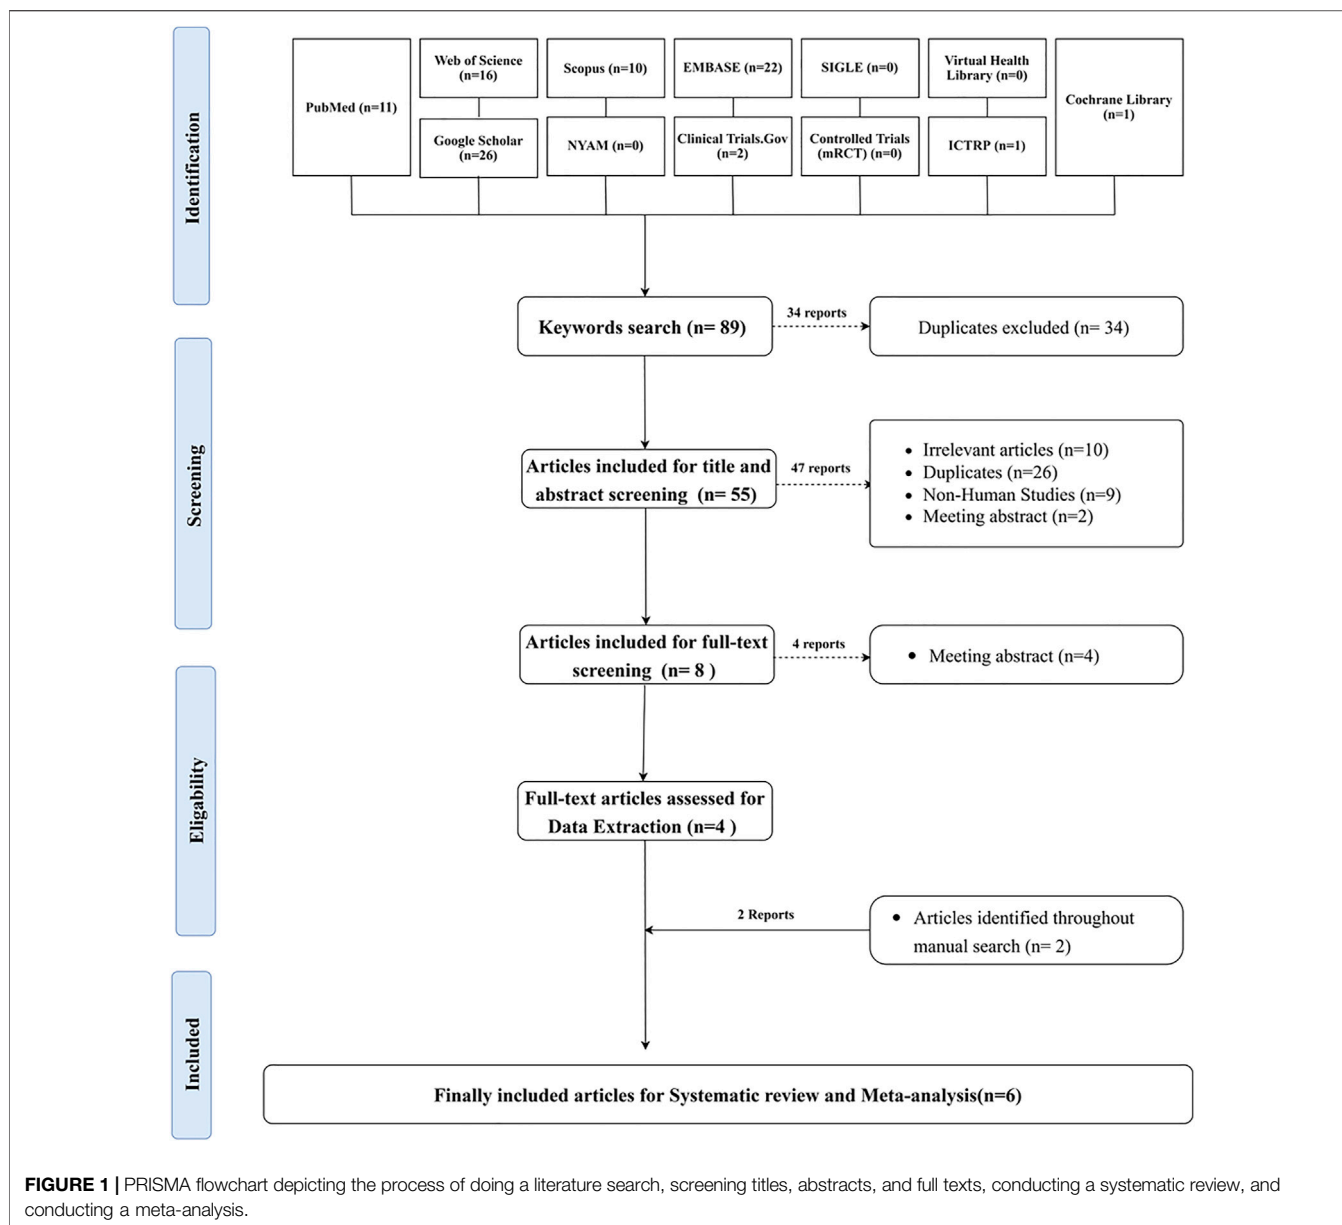 Identification
PubMed (n=11)
Web of Science
(n=16)
Google Scholar
(n=26)
Scopus (n=10)
NYAM (n=0)
EMBASE (n=22)
Clinical Trials.Gov
(n=2)
SIGLE (n=0)
Controlled Trials
(mRCT) (n=0)
Virtual Health
Library (n=0)
ICTRP (n=1)
Cochrane Library
(n=1)
Keywords search (n= 89)
34 reports
Duplicates excluded (n= 34)
Screening
Articles included for title and
abstract screening (n= 55)
47 reports
• Irrelevant articles (n=10)
• Duplicates (n=26)
• Non-Human Studies (n=9)
• Meeting abstract (n=2)
Articles included for full-text
screening (n= 8 )
4 reports
• Meeting abstract (n=4)
Eligability
Full-text articles assessed for
Data Extraction (n=4 )
2 Reports
• Articles identified throughout
manual search (n= 2)
Included
Finally included articles for Systematic review and Meta-analysis(n=6)
FIGURE 1 | PRISMA flowchart depicting the process of doing a literature search, screening titles, abstracts, and full texts, conducting a systematic review, and
conducting a meta-analysis.